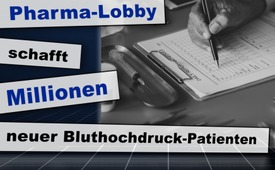 Pharma-Lobby
schafft
Millionen
neuer Bluthochdruck-Patienten